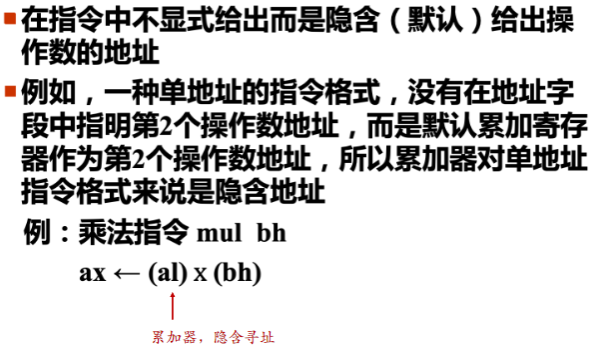 在指令中不显式给出而是隐含（默认）给出操
作数的地址
例如，一种单地址的指令格式，没有在地址字
段中指明第2个操作数地址，而是默认累加寄存
器作为第2个操作数地址，所以累加器对单地址
指令格式来说是隐含地址
例：乘法指令 mul bh
ax ← (al) x (bh)
累加器，隐含寻址